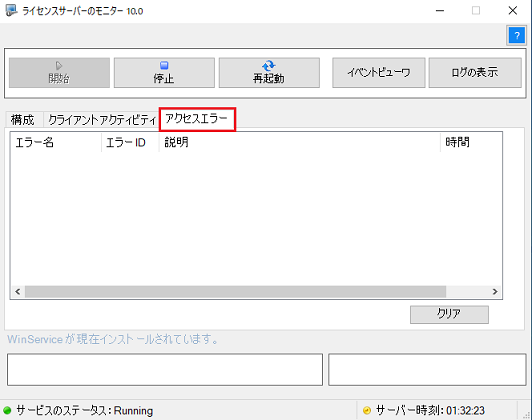 ライセンスサーバーのモニター 10.0
?
開始
停止
再起動
イベントビューワ
ログの表示
構成
クライアントアクティビティ
アクセスエラー
エラー名
エラー ID
説明
時間
クリア
WinService が現在インストールされています。
サービスのステータス: Running
サーバー時刻: 01:32:23